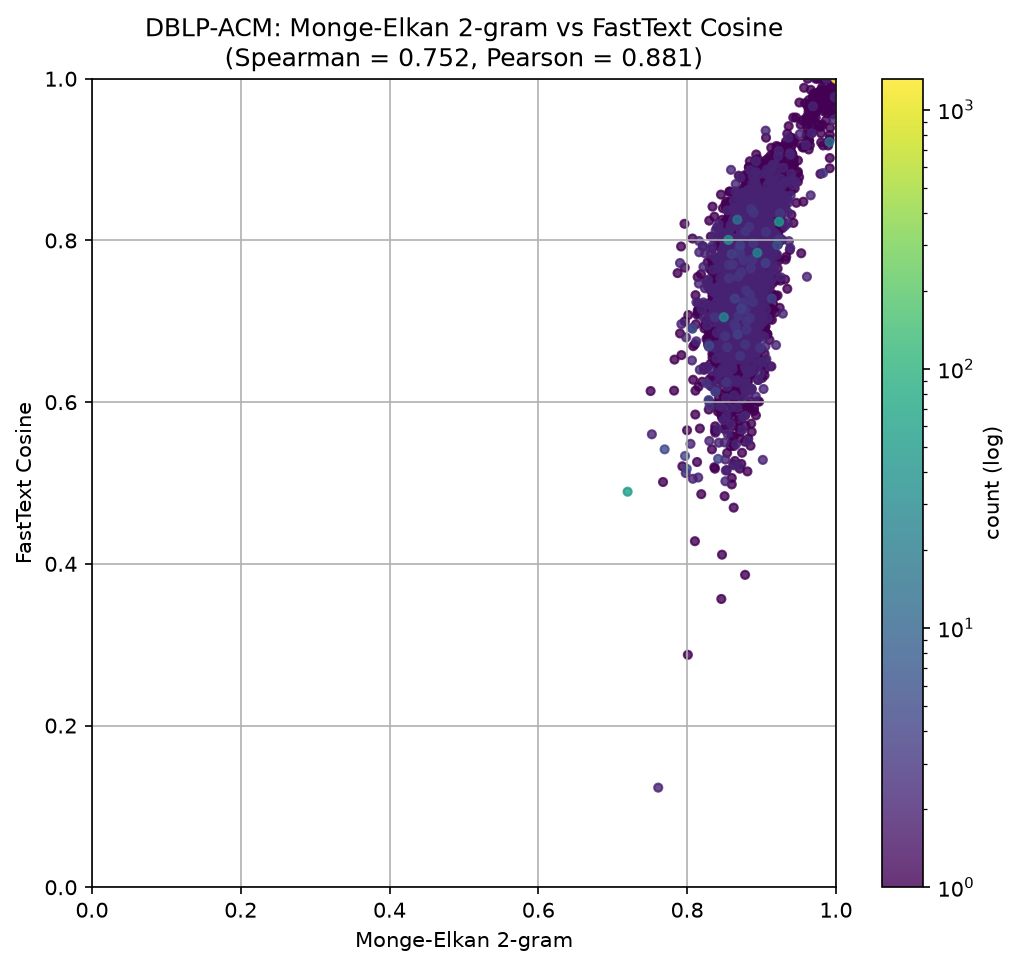 DBLP-ACM: Monge-Elkan 2-gram vs FastText Cosine
(Spearman = 0.752, Pearson = 0.881)
1.0
0.8
0.6
0.4
0.2
0.0
FastText Cosine
0.0 0.2 0.4 0.6 0.8 1.0
Monge-Elkan 2-gram
10³
10²
10¹
10⁰
count (log)